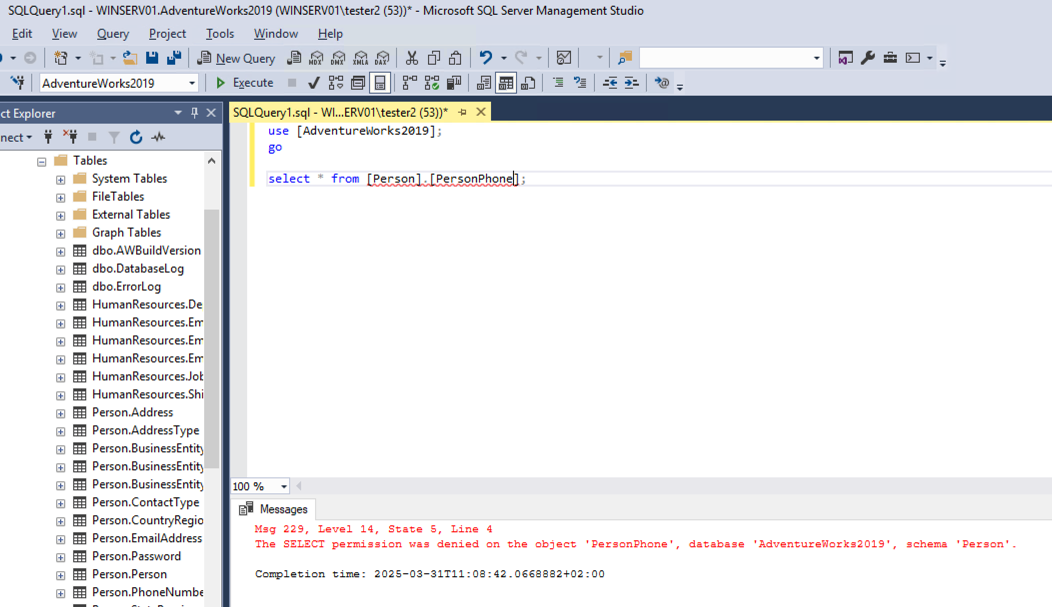 SQLQuery1.sql - WINSERV01.AdventureWorks2019 (WINSERV01\tester2 (53))* - Microsoft SQL Server Management Studio
Edit View Query Project Tools Window Help
New Query
AdventureWorks2019 Execute
ct Explorer
SQLQuery1.sql - WI...ERV01\tester2 (53))*
nect
use [AdventureWorks2019];
go
select * from [Person].[PersonPhone];
Tables
System Tables
FileTables
External Tables
Graph Tables
dbo.AWBuildVersion
dbo.DatabaseLog
dbo.ErrorLog
HumanResources.De
HumanResources.Em
HumanResources.Em
HumanResources.Em
HumanResources.Job
HumanResources.Shi
Person.Address
Person.AddressType
Person.BusinessEntity
Person.BusinessEntity
Person.BusinessEntity
Person.ContactType
Person.CountryRegio
Person.EmailAddress
Person.Password
Person.Person
Person.PhoneNumbe
100 %
Messages
Msg 229, Level 14, State 5, Line 4
The SELECT permission was denied on the object 'PersonPhone', database 'AdventureWorks2019', schema 'Person'.
Completion time: 2025-03-31T11:08:42.0668882+02:00